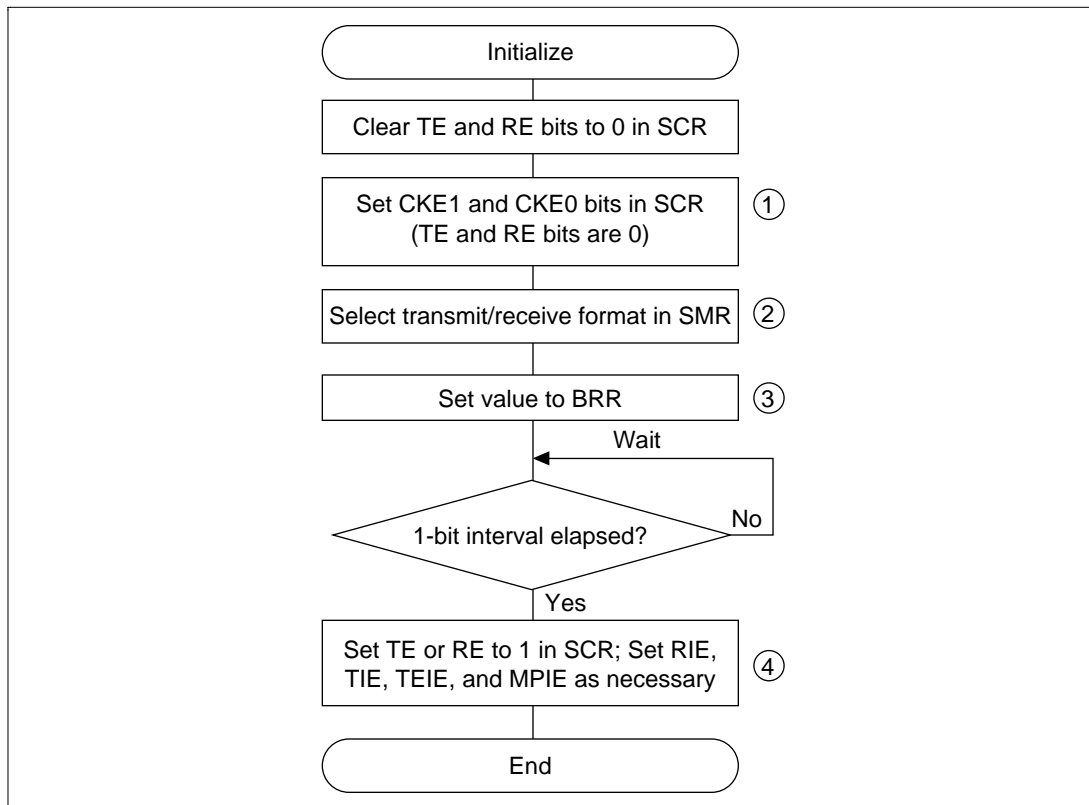 Initialize
Clear TE and RE bits to 0 in SCR
Set CKE1 and CKE0 bits in SCR
(TE and RE bits are 0)
1
Select transmit/receive format in SMR
2
Set value to BRR
3
Wait
1-bit interval elapsed?
No
Yes
Set TE or RE to 1 in SCR; Set RIE,
TIE, TEIE, and MPIE as necessary
4
End